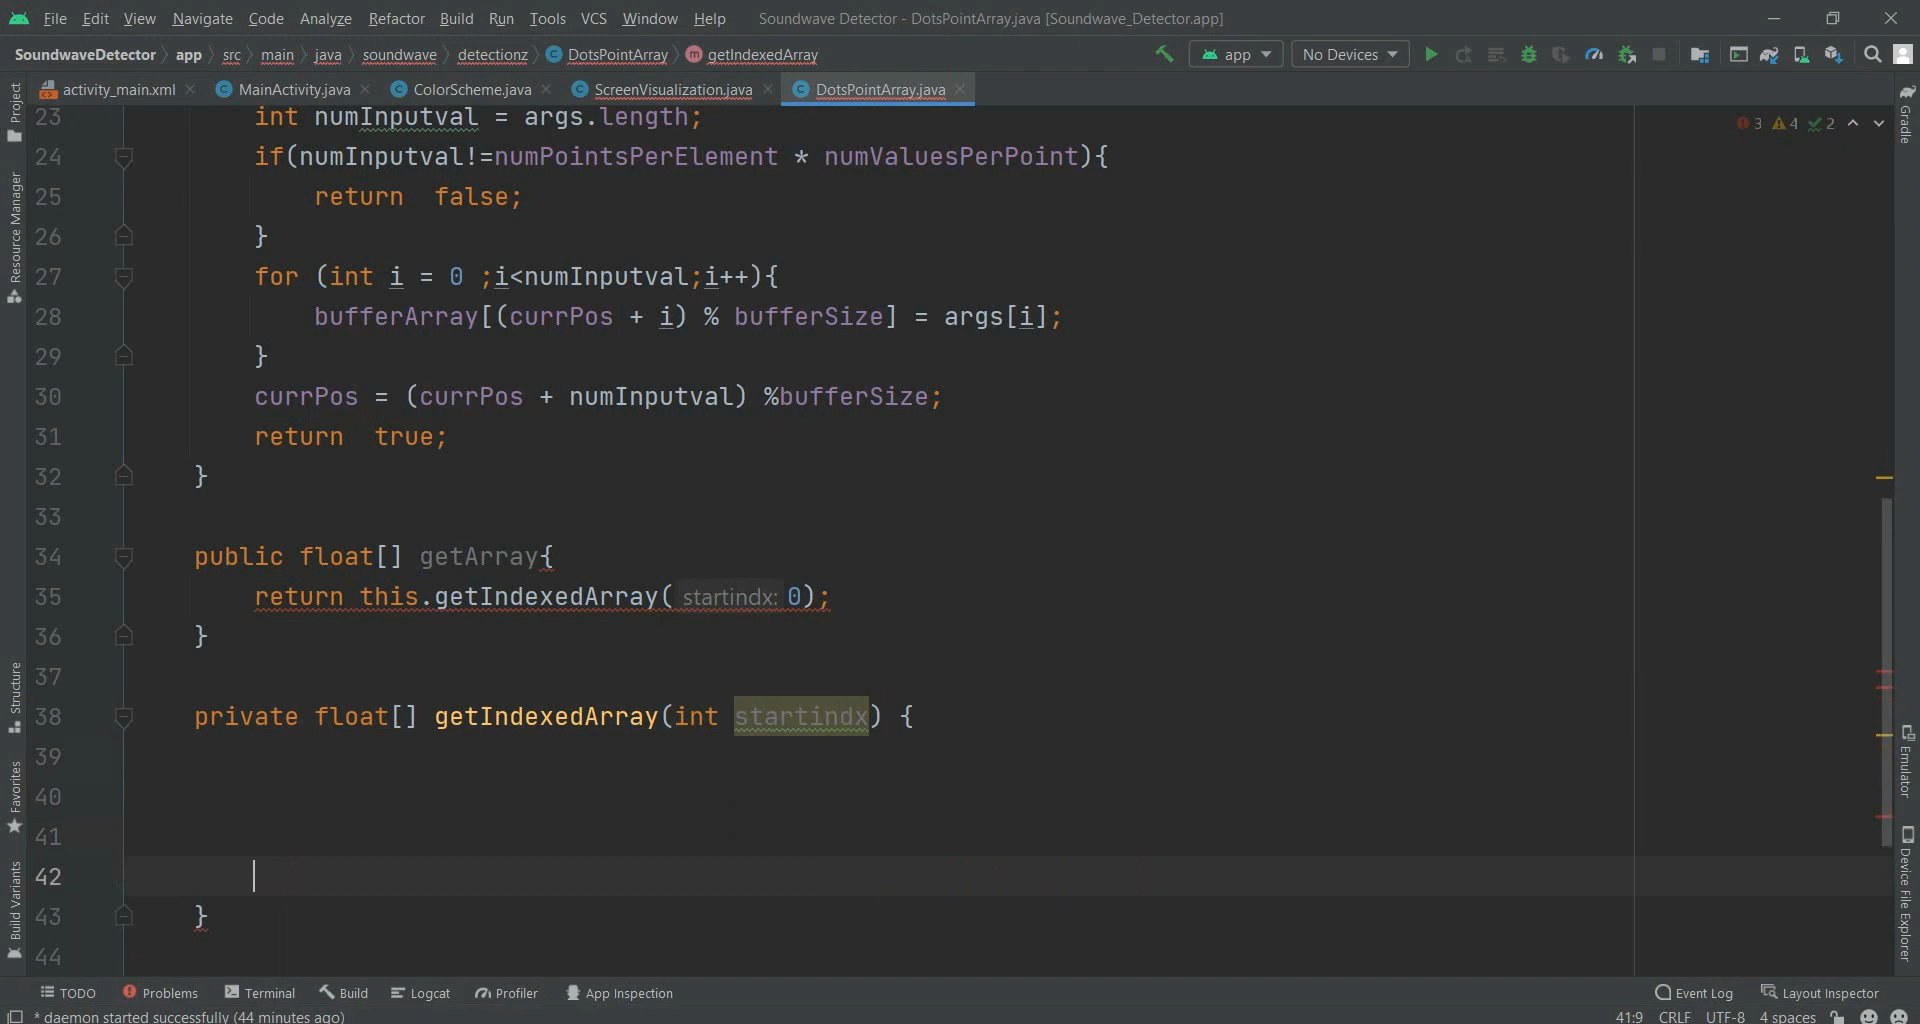 File Edit View Navigate Code Analyze Refactor Build Run Tools VCS Window Help Soundwave Detector - DotsPointArray.java [Soundwave_Detector.app]
SoundwaveDetector app src main java soundwave detectionz DotsPointArray getIndexedArray app No Devices
activity_main.xml MainActivity.java ColorScheme.java ScreenVisualization.java DotsPointArray.java
3 4 2
23 int numInputval = args.length;
24 if(numInputval!=numPointsPerElement * numValuesPerPoint){
25 return  false;
26 }
27 for (int i = 0 ;i<numInputval;i++){
28 bufferArray[(currPos + i) % bufferSize] = args[i];
29 }
30 currPos = (currPos + numInputval) %bufferSize;
31 return  true;
32 }
33
34 public float[] getArray{
35 return this.getIndexedArray( startindx: 0);
36 }
37
38 private float[] getIndexedArray(int startindx) {
39
40
41
42
43 }
44
Project
Resource Manager
Structure
Favorites
Build Variants
Gradle
Emulator
Device File Explorer
TODO Problems Terminal Build Logcat Profiler App Inspection Event Log Layout Inspector
* daemon started successfully (44 minutes ago) 41:9 CRLF UTF-8 4 spaces